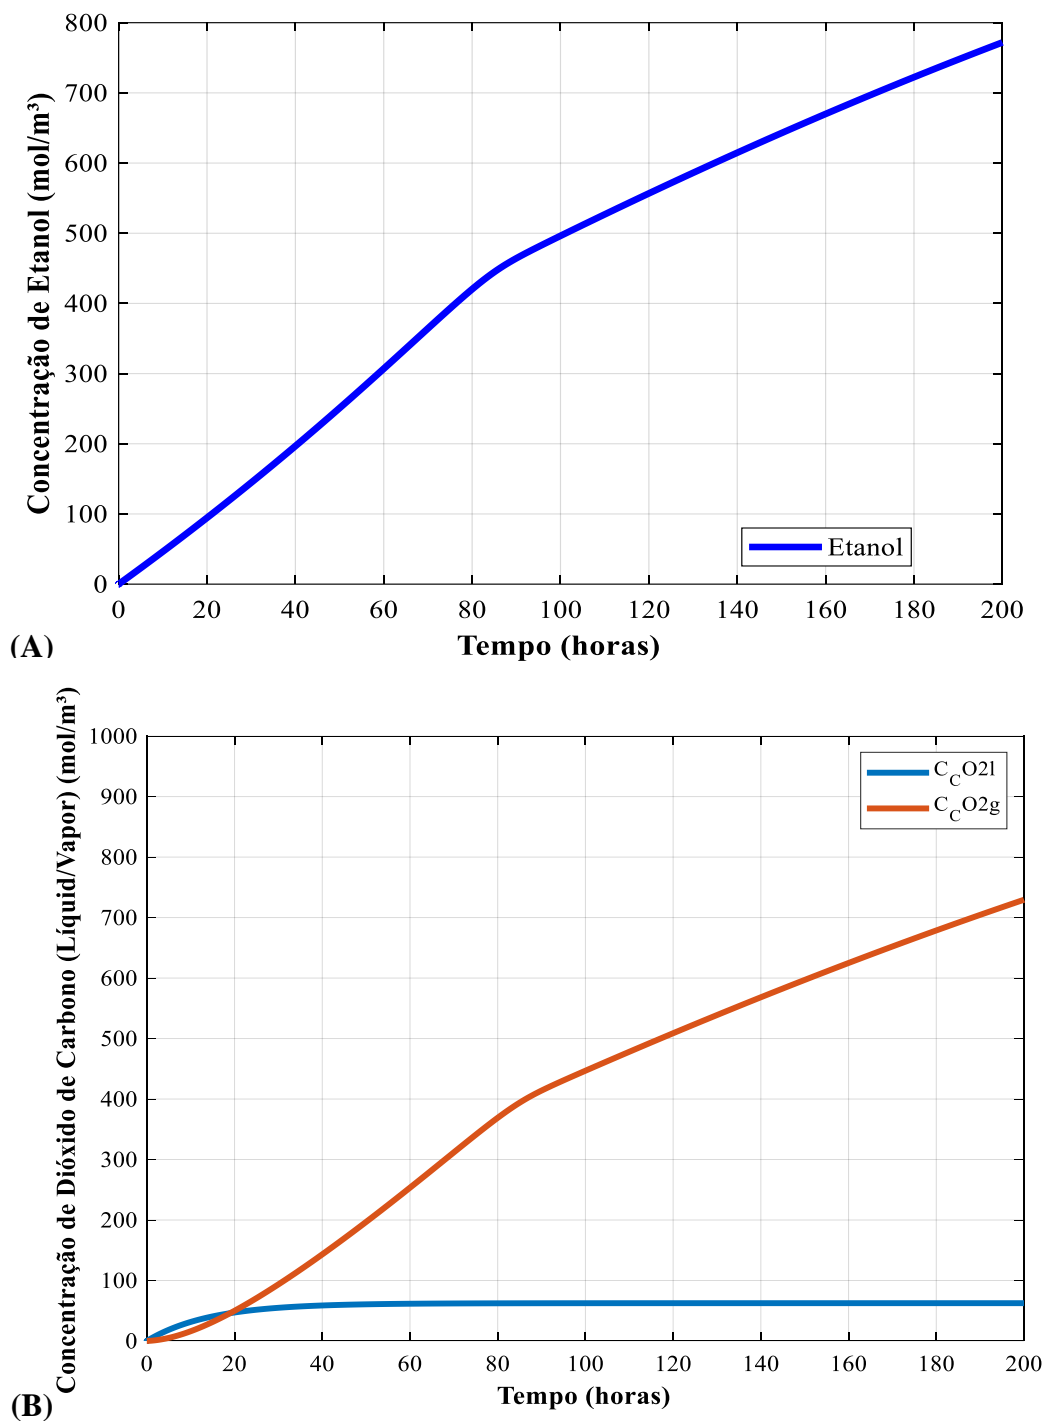 800
700
600
500
400
300
200
100
0
Concentração de Etanol (mol/m³)
Etanol
0 20 40 60 80 100 120 140 160 180 200
Tempo (horas)
(A)
Concentração de Dióxido de Carbono (Líquid/Vapor) (mol/m³)
1000
900
800
700
600
500
400
300
200
100
0
C_CO2l
C_CO2g
0 20 40 60 80 100 120 140 160 180 200
Tempo (horas)
(B)